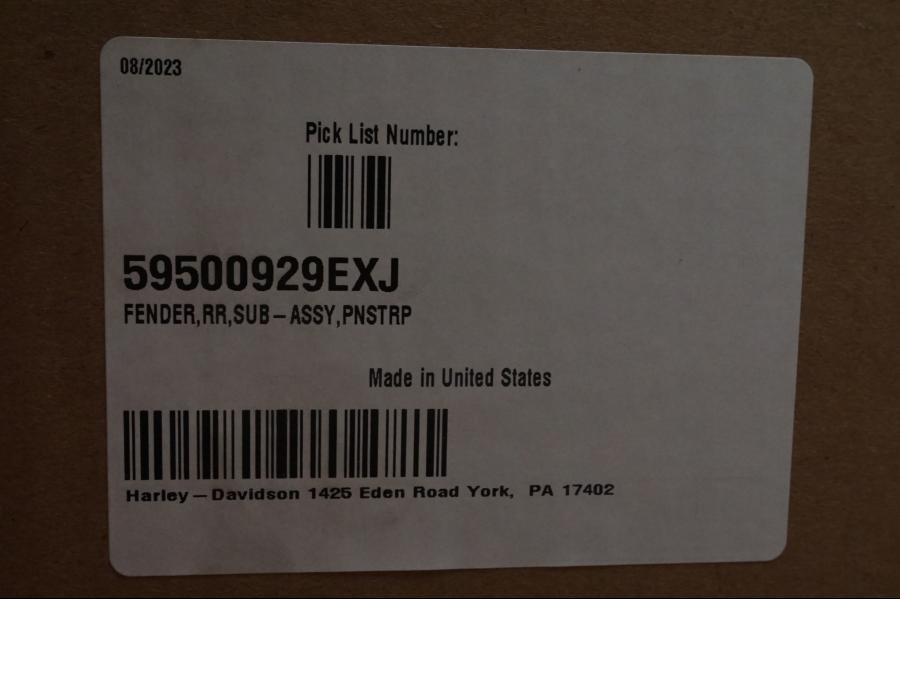 08/2023
Pick List Number:
59500929EXJ
FENDER,RR,SUB-ASSY,PNSTRP
Made in United States
Harley-Davidson 1425 Eden Road York, PA 17402